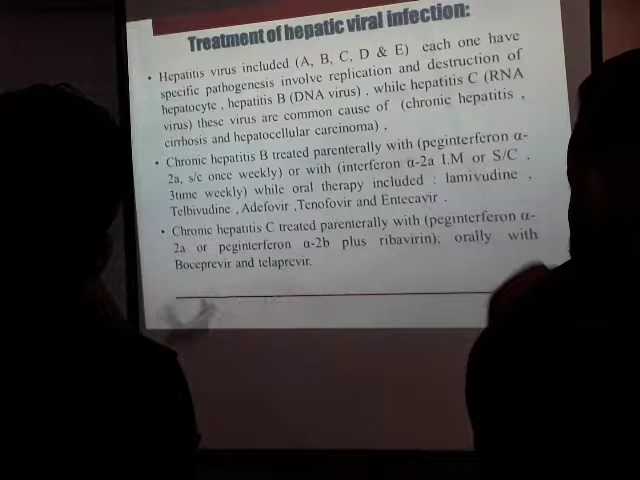 Treatment of hepatic viral infection:
• Hepatitis virus included (A, B, C, D & E) each one have
specific pathogenesis involve replication and destruction of
hepatocyte , hepatitis B (DNA virus) , while hepatitis C (RNA
virus) these virus are common cause of (chronic hepatitis ,
cirrhosis and hepatocellular carcinoma) ,
• Chronic hepatitis B treated parenterally with (peginterferon α-
2a, s/c once weekly) or with (interferon α-2a I.M or S/C ,
3time weekly) while oral therapy included : lamivudine ,
Telbivudine , Adefovir ,Tenofovir and Entecavir .
• Chronic hepatitis C treated parenterally with (peginterferon α-
2a or peginterferon α-2b plus ribavirin); orally with
Boceprevir and telaprevir.